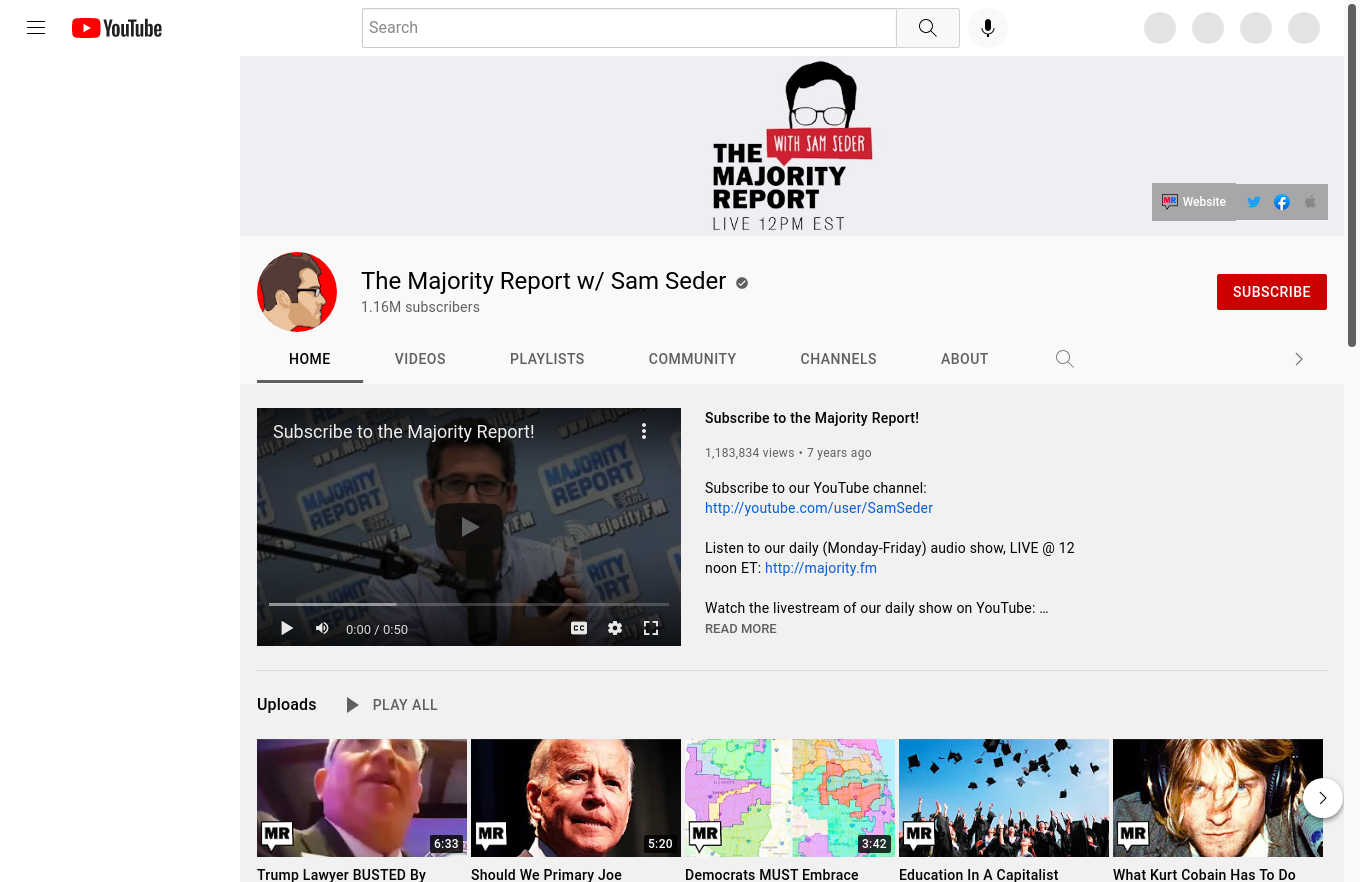 YouTube
Search
WITH SAM SEDER
THE
MAJORITY
REPORT
LIVE 12PM EST
MR Website
The Majority Report w/ Sam Seder
1.16M subscribers
SUBSCRIBE
HOME VIDEOS PLAYLISTS COMMUNITY CHANNELS ABOUT
Subscribe to the Majority Report!
MAJORITY
REPORT
MAJORITY
REPORT
Majority.FM
0:00 / 0:50
CC
Subscribe to the Majority Report!
1,183,834 views • 7 years ago
Subscribe to our YouTube channel:
http://youtube.com/user/SamSeder
Listen to our daily (Monday-Friday) audio show, LIVE @ 12
noon ET: http://majority.fm
Watch the livestream of our daily show on YouTube: ...
READ MORE
Uploads PLAY ALL
MR 6:33
MR 5:20
MR 3:42
MR
MR
Trump Lawyer BUSTED By
Should We Primary Joe
Democrats MUST Embrace
Education In A Capitalist
What Kurt Cobain Has To Do